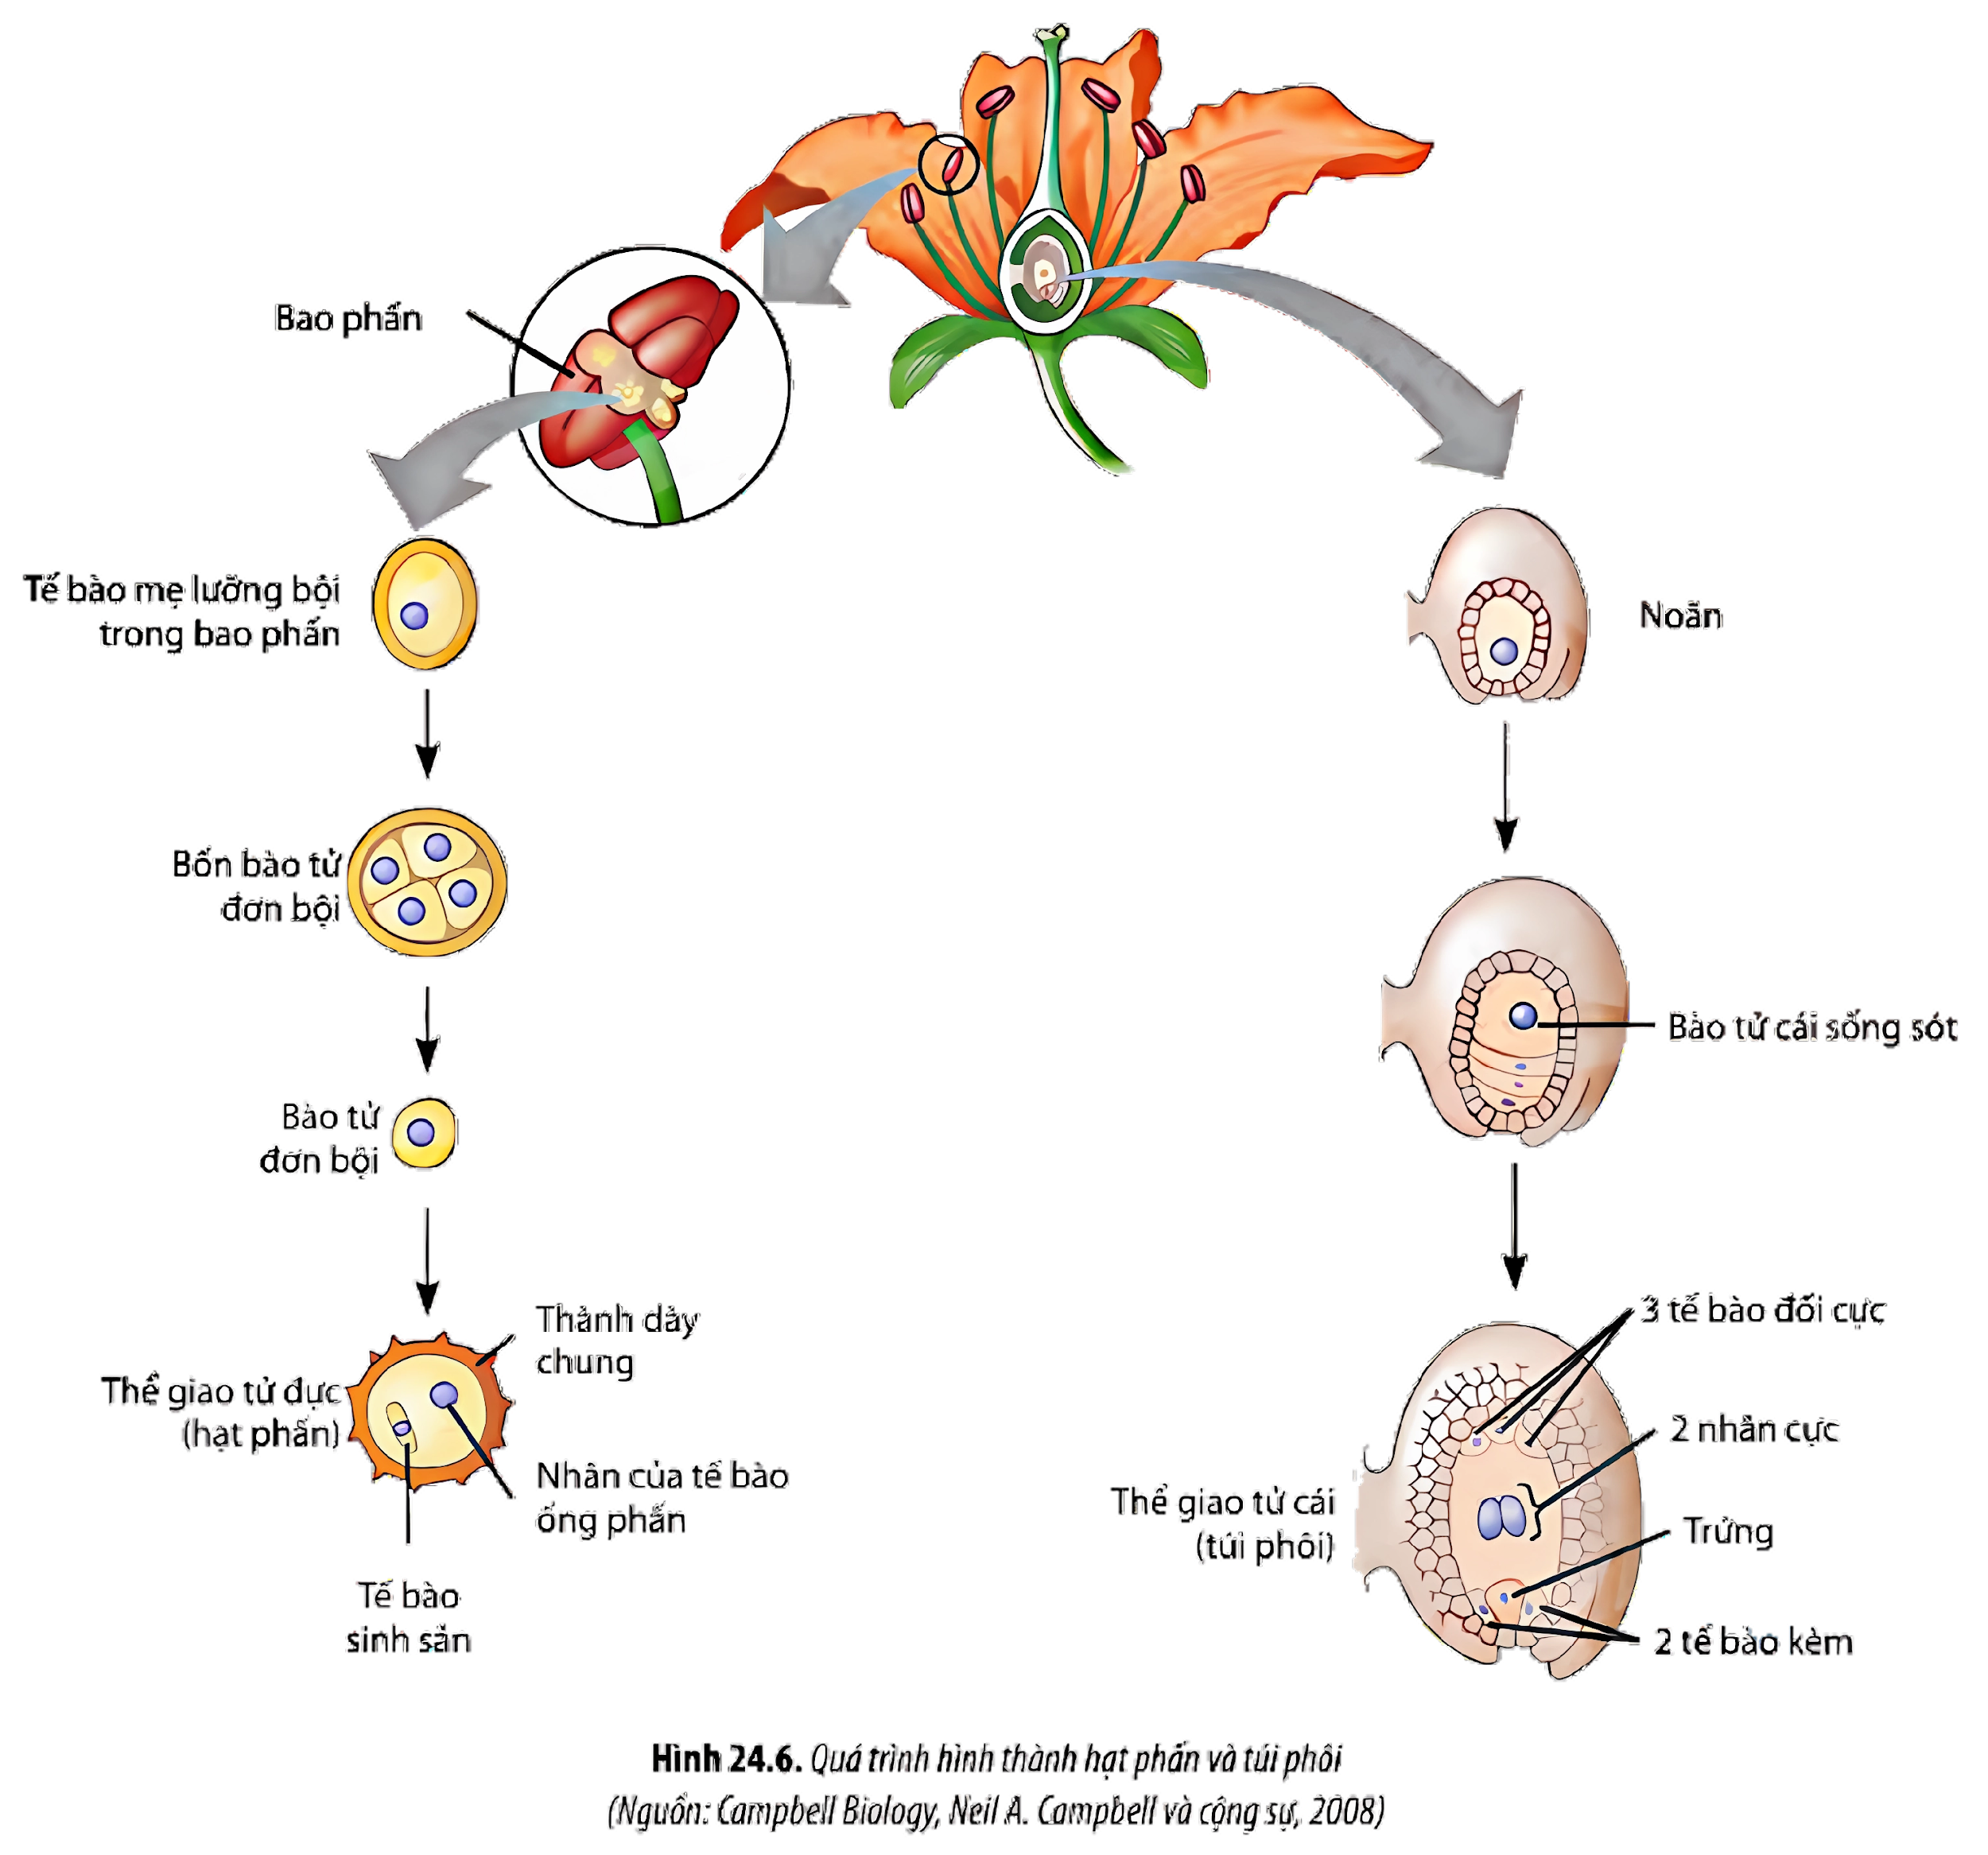 Bao phấn
Tế bào mẹ lưỡng bội
trong bao phấn
Noãn
Bốn bào tử
đơn bội
Bào tử cái sống sót
Bào tử
đơn bội
3 tế bào đối cực
Thành dày
chung
Thể giao tử đực
(hạt phấn)
2 nhân cực
Nhân của tế bào
ống phấn
Thể giao tử cái
(túi phôi)
Trứng
Tế bào
sinh sản
2 tế bào kèm
Hình 24.6. Quá trình hình thành hạt phấn và túi phôi
(Nguồn: Campbell Biology, Neil A. Campbell và cộng sự, 2008)